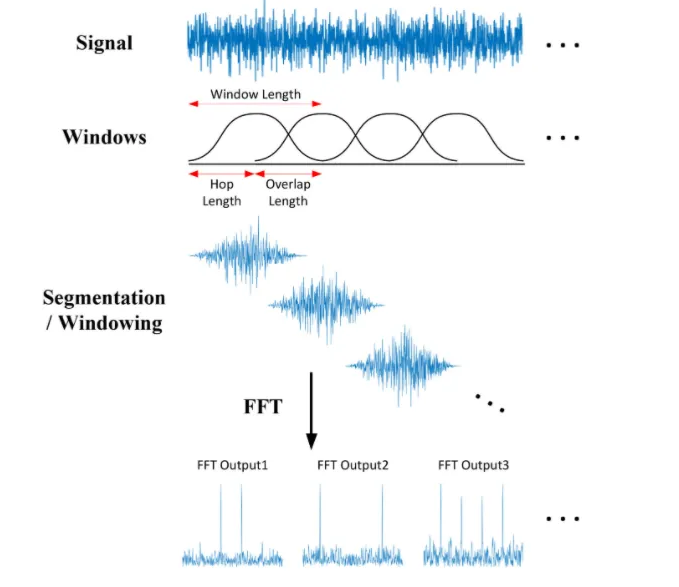 Signal
Window Length
Windows
Hop
Length
Overlap
Length
Segmentation
/ Windowing
FFT
FFT Output1
FFT Output2
FFT Output3